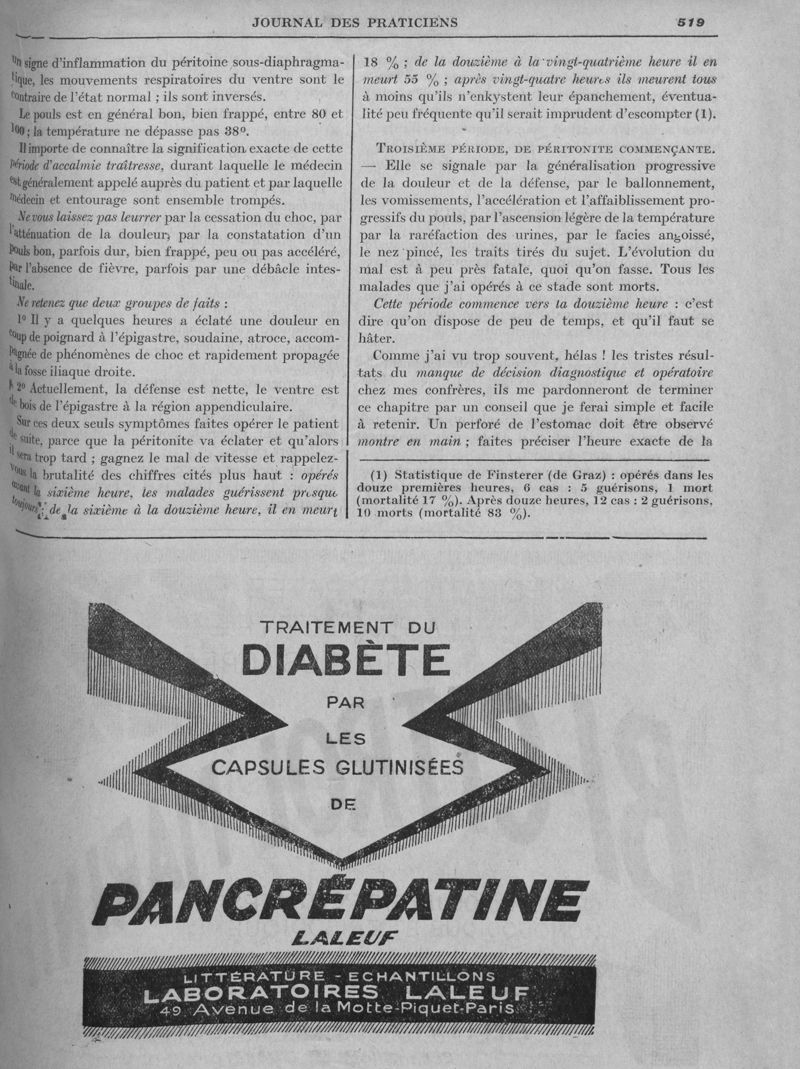 JOURNAL DES PRATICIENS 519
un signe d'inflammation du péritoine sous-diaphragma-
tique, les mouvements respiratoires du ventre sont le
contraire de l'état normal ; ils sont inversés.
Le pouls est en général bon, bien frappé, entre 80 et
100 ; la température ne dépasse pas 38º.
Il importe de connaître la signification exacte de cette
période d'accalmie traîtresse, durant laquelle le médecin
est généralement appelé auprès du patient et par laquelle
médecin et entourage sont ensemble trompés.
Ne vous laissez pas leurrer par la cessation du choc, par
l'atténuation de la douleur, par la constatation d'un
pouls bon, parfois dur, bien frappé, peu ou pas accéléré,
par l'absence de fièvre, parfois par une débâcle intes-
tinale.
Ne retenez que deux groupes de faits :
1º Il y a quelques heures a éclaté une douleur en
coup de poignard à l'épigastre, soudaine, atroce, accom-
pagnée de phénomènes de choc et rapidement propagée
à la fosse iliaque droite.
2º Actuellement, la défense est nette, le ventre est
de bois de l'épigastre à la région appendiculaire.
Sur ces deux seuls symptômes faites opérer le patient
de suite, parce que la péritonite va éclater et qu'alors
il sera trop tard ; gagnez le mal de vitesse et rappelez-
vous la brutalité des chiffres cités plus haut : opérés
avant la sixième heure, les malades guérissent presque
toujours ; de la sixième à la douzième heure, il en meurt
18 % ; de la douzième à la vingt-quatrième heure il en
meurt 55 % ; après vingt-quatre heures ils meurent tous
à moins qu'ils n'enkystent leur épanchement, éventua-
lité peu fréquente qu'il serait imprudent d'escompter (1).
TROISIÈME PÉRIODE, DE PÉRITONITE COMMENÇANTE.
— Elle se signale par la généralisation progressive
de la douleur et de la défense, par le ballonnement,
les vomissements, l'accélération et l'affaiblissement pro-
gressifs du pouls, par l'ascension légère de la température
par la raréfaction des urines, par le facies angoissé,
le nez pincé, les traits tirés du sujet. L'évolution du
mal est à peu près fatale, quoi qu'on fasse. Tous les
malades que j'ai opérés à ce stade sont morts.
Cette période commence vers la douzième heure : c'est
dire qu'on dispose de peu de temps, et qu'il faut se
hâter.
Comme j'ai vu trop souvent, hélas ! les tristes résul-
tats du manque de décision diagnostique et opératoire
chez mes confrères, ils me pardonneront de terminer
ce chapitre par un conseil que je ferai simple et facile
à retenir. Un perforé de l'estomac doit être observé
montre en main ; faites préciser l'heure exacte de la
(1) Statistique de Finsterer (de Graz) : opérés dans les
douze premières heures, 6 cas : 5 guérisons, 1 mort
(mortalité 17 %). Après douze heures, 12 cas : 2 guérisons,
10 morts (mortalité 83 %).
TRAITEMENT DU
DIABÈTE
PAR
LES
CAPSULES GLUTINISÉES
DE
PANCRÉPATINE
LALEUF
LITTÉRATURE - ECHANTILLONS
LABORATOIRES LALEUF
49 Avenue de la Motte-Piquet-Paris